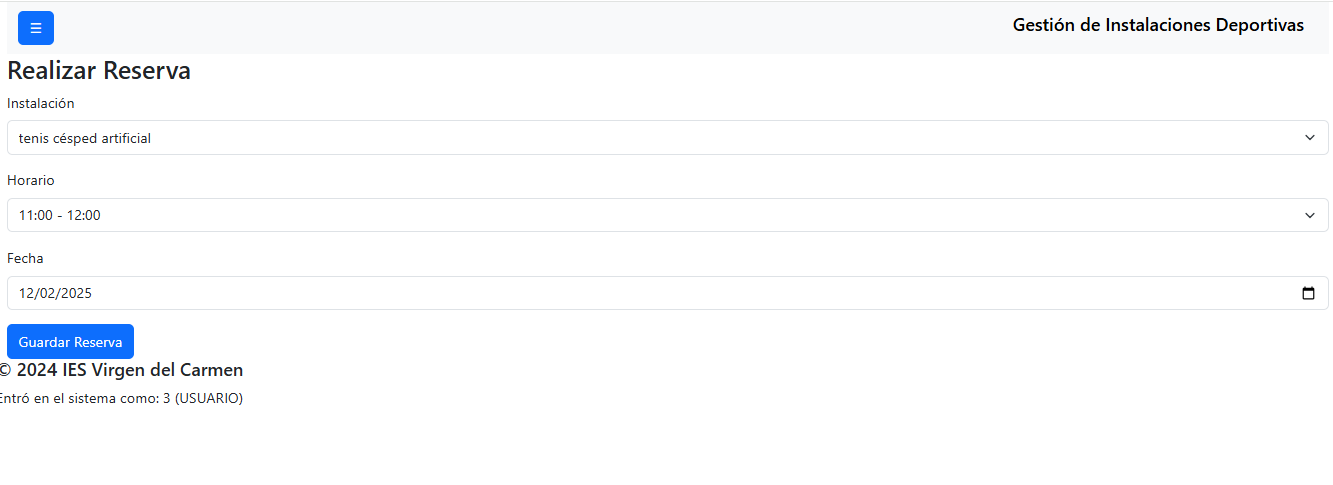 ☰
Gestión de Instalaciones Deportivas
Realizar Reserva
Instalación
tenis césped artificial
Horario
11:00 - 12:00
Fecha
12/02/2025
Guardar Reserva
© 2024 IES Virgen del Carmen
Entró en el sistema como: 3 (USUARIO)